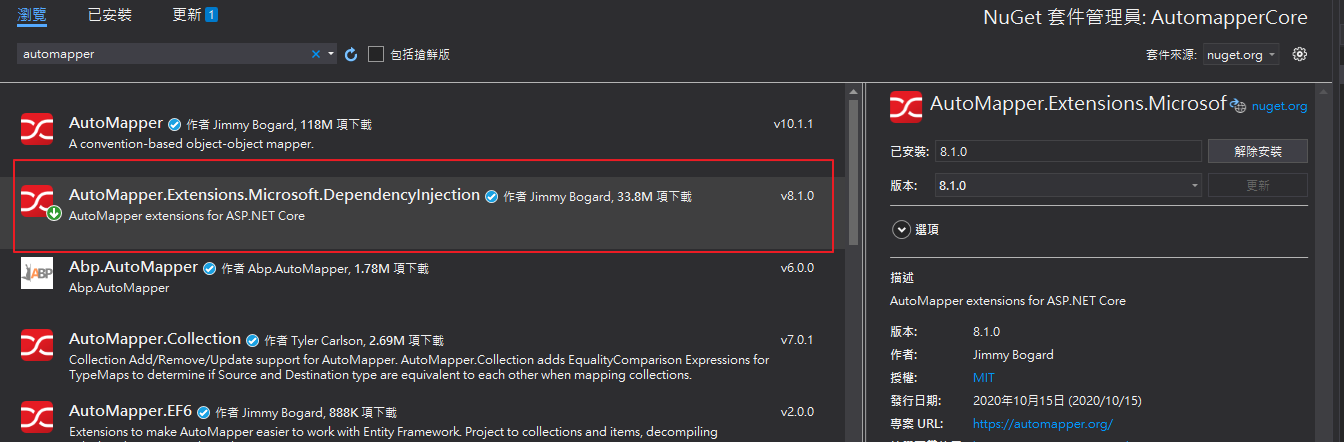 瀏覽 已安裝 更新 1
NuGet 套件管理員: AutomapperCore
automapper
包括搶鮮版
套件來源: nuget.org
AutoMapper 作者 Jimmy Bogard, 118M 項下載 v10.1.1
A convention-based object-object mapper.
AutoMapper.Extensions.Microsoft.DependencyInjection 作者 Jimmy Bogard, 33.8M 項下載 v8.1.0
AutoMapper extensions for ASP.NET Core
ABP
Abp.AutoMapper 作者 Abp.AutoMapper, 1.78M 項下載 v6.0.0
Abp.AutoMapper
AutoMapper.Collection 作者 Tyler Carlson, 2.69M 項下載 v7.0.1
Collection Add/Remove/Update support for AutoMapper. AutoMapper.Collection adds EqualityComparison Expressions for
TypeMaps to determine if Source and Destination type are equivalent to each other when mapping collections.
AutoMapper.EF6 作者 Jimmy Bogard, 888K 項下載 v2.0.0
Extensions to make AutoMapper easier to work with Entity Framework. Project to collections and items, decompiling
AutoMapper.Extensions.Microsof nuget.org
已安裝: 8.1.0 解除安裝
版本: 8.1.0 更新
選項
描述
AutoMapper extensions for ASP.NET Core
版本: 8.1.0
作者: Jimmy Bogard
授權: MIT
發行日期: 2020年10月15日 (2020/10/15)
專案 URL: https://automapper.org/